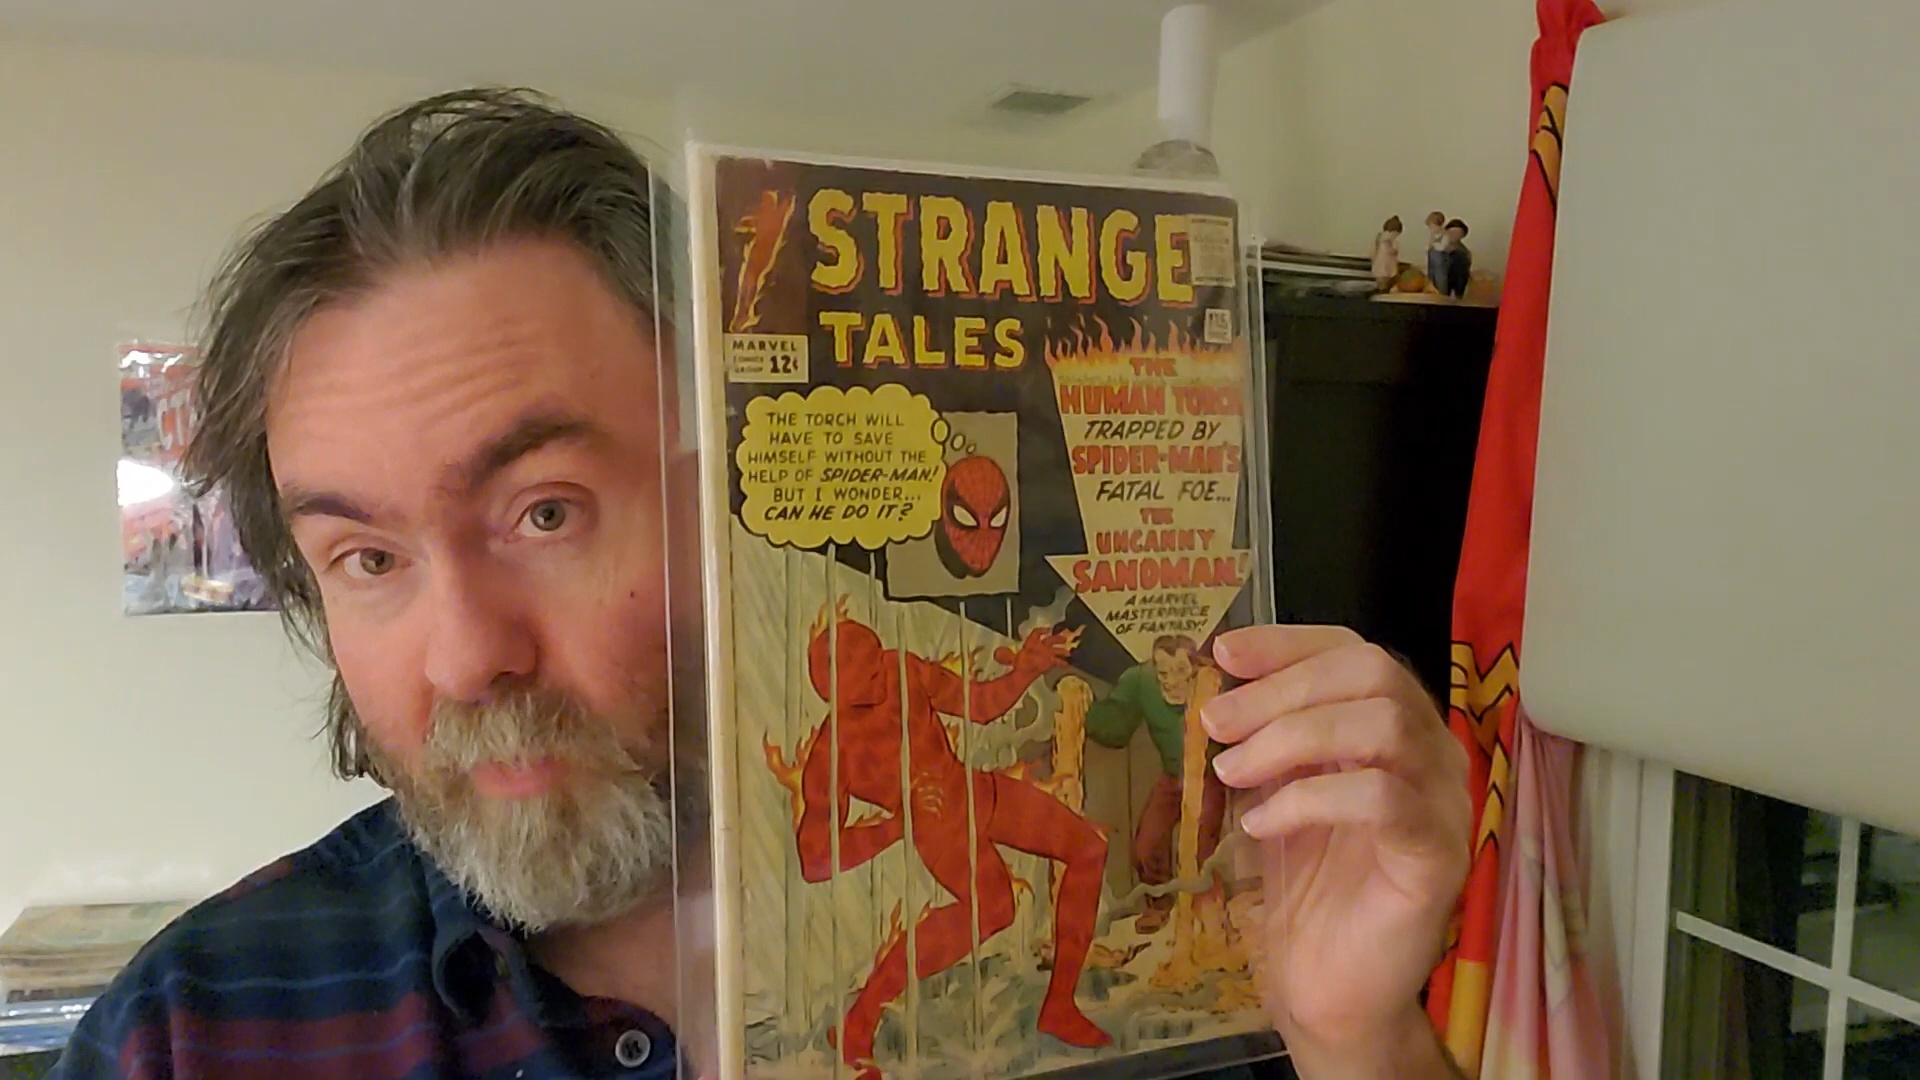 STRANGE
TALES
MARVEL
COMICS
GROUP
12¢
115
THE TORCH WILL
HAVE TO SAVE
HIMSELF WITHOUT THE
HELP OF SPIDER-MAN!
BUT I WONDER...
CAN HE DO IT?
THE
HUMAN TORCH
TRAPPED BY
SPIDER-MAN'S
FATAL FOE...
THE
UNCANNY
SANDMAN!
A MARVEL
MASTERPIECE
OF FANTASY!